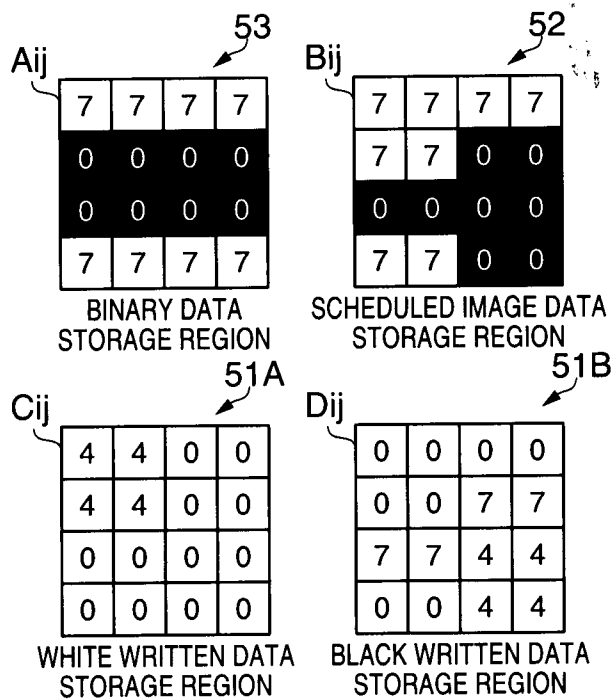 53
Aij
7 7 7 7
0 0 0 0
0 0 0 0
7 7 7 7
BINARY DATA
STORAGE REGION
52
Bij
7 7 7 7
7 7 0 0
0 0 0 0
7 7 0 0
SCHEDULED IMAGE DATA
STORAGE REGION
51A
Cij
4 4 0 0
4 4 0 0
0 0 0 0
0 0 0 0
WHITE WRITTEN DATA
STORAGE REGION
51B
Dij
0 0 0 0
0 0 7 7
7 7 4 4
0 0 4 4
BLACK WRITTEN DATA
STORAGE REGION